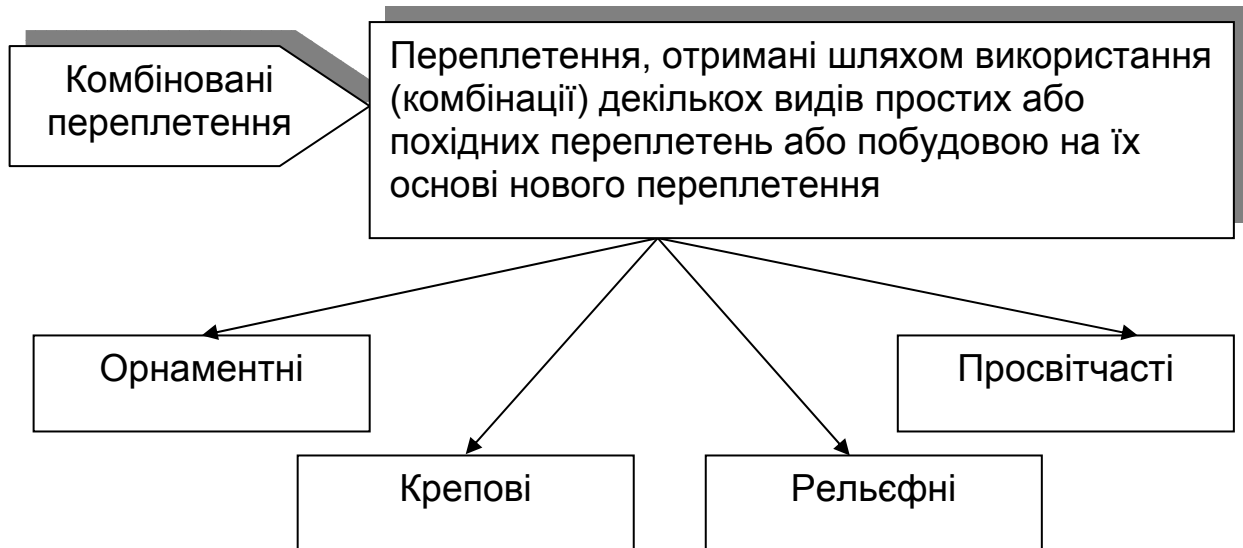 Комбіновані
переплетення
Переплетення, отримані шляхом використання
(комбінації) декількох видів простих або
похідних переплетень або побудовою на їх
основі нового переплетення
Орнаментні
Просвітчасті
Крепові
Рельєфні